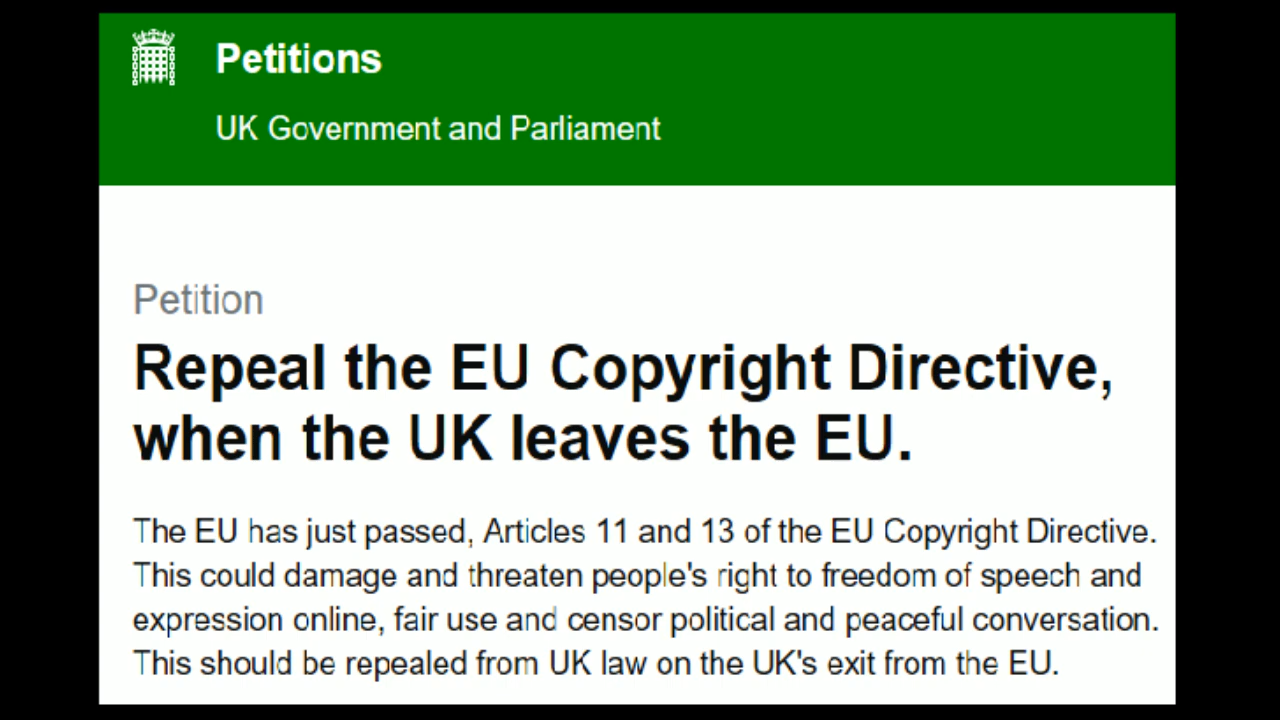 Petitions
UK Government and Parliament
Petition
Repeal the EU Copyright Directive,
when the UK leaves the EU.
The EU has just passed, Articles 11 and 13 of the EU Copyright Directive.
This could damage and threaten people's right to freedom of speech and
expression online, fair use and censor political and peaceful conversation.
This should be repealed from UK law on the UK's exit from the EU.